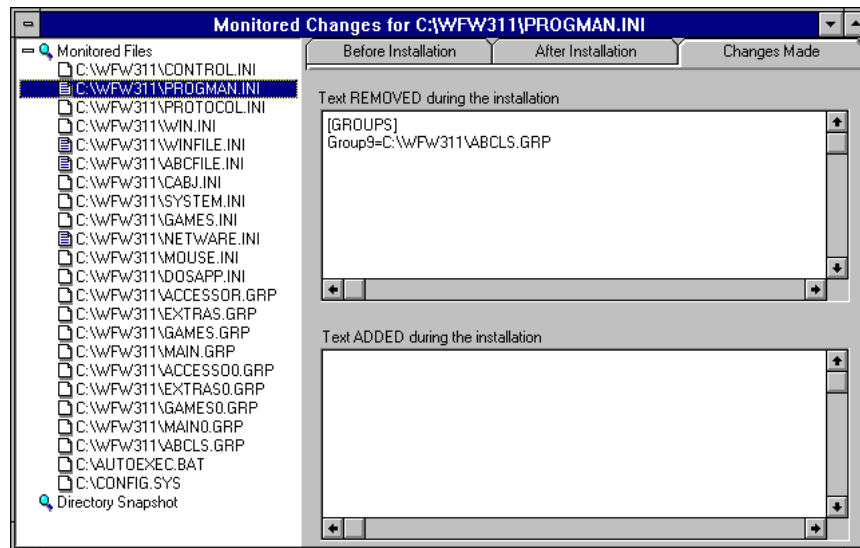 Monitored Changes for C:\WFW311\PROGMAN.INI
Before Installation
After Installation
Changes Made
Monitored Files
C:\WFW311\CONTROL.INI
C:\WFW311\PROGMAN.INI
C:\WFW311\PROTOCOL.INI
C:\WFW311\WIN.INI
C:\WFW311\WINFILE.INI
C:\WFW311\ABCFILE.INI
C:\WFW311\CABJ.INI
C:\WFW311\SYSTEM.INI
C:\WFW311\GAMES.INI
C:\WFW311\NETWARE.INI
C:\WFW311\MOUSE.INI
C:\WFW311\DOSAPP.INI
C:\WFW311\ACCESSOR.GRP
C:\WFW311\EXTRAS.GRP
C:\WFW311\GAMES.GRP
C:\WFW311\MAIN.GRP
C:\WFW311\ACCESSO0.GRP
C:\WFW311\EXTRAS0.GRP
C:\WFW311\GAMES0.GRP
C:\WFW311\MAIN0.GRP
C:\WFW311\ABCLS.GRP
C:\AUTOEXEC.BAT
C:\CONFIG.SYS
Directory Snapshot
Text REMOVED during the installation
[GROUPS]
Group9=C:\WFW311\ABCLS.GRP
Text ADDED during the installation